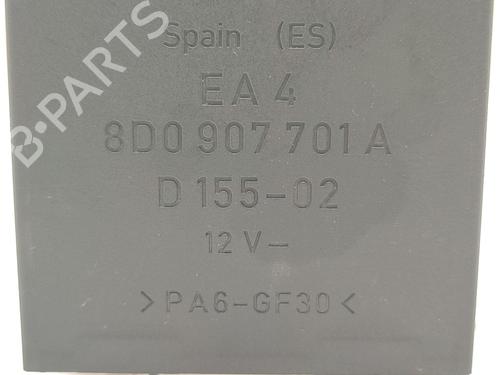 B-PARTS
Spain (ES)
EA 4
8D0 907 701 A
D 155-02
12 V-
>PA6-GF30<